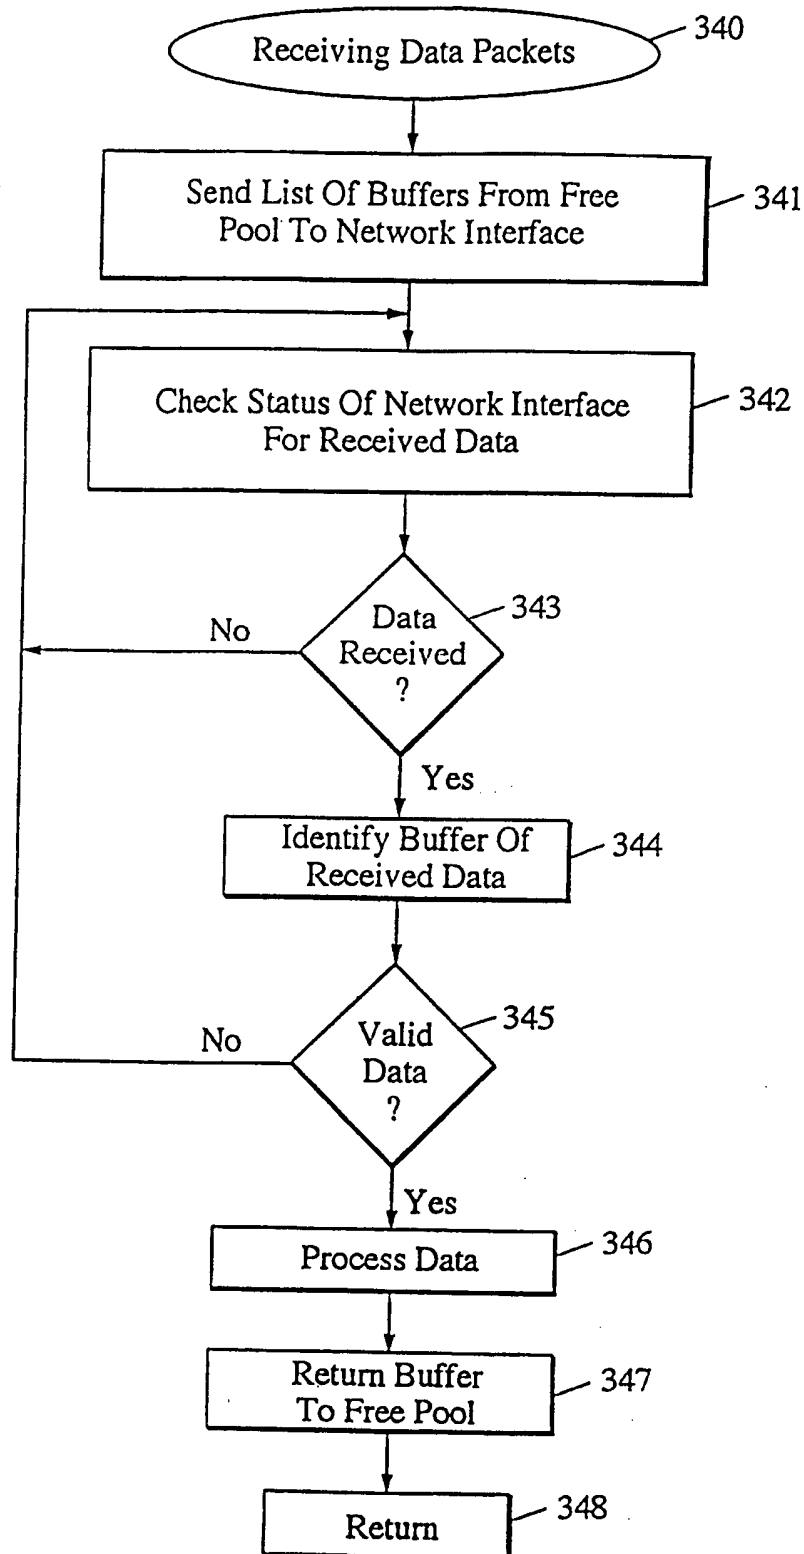 Receiving Data Packets
340
Send List Of Buffers From Free
Pool To Network Interface
341
Check Status Of Network Interface
For Received Data
342
Data
Received
?
343
No
Yes
Identify Buffer Of
Received Data
344
Valid
Data
?
345
No
Yes
Process Data
346
Return Buffer
To Free Pool
347
Return
348